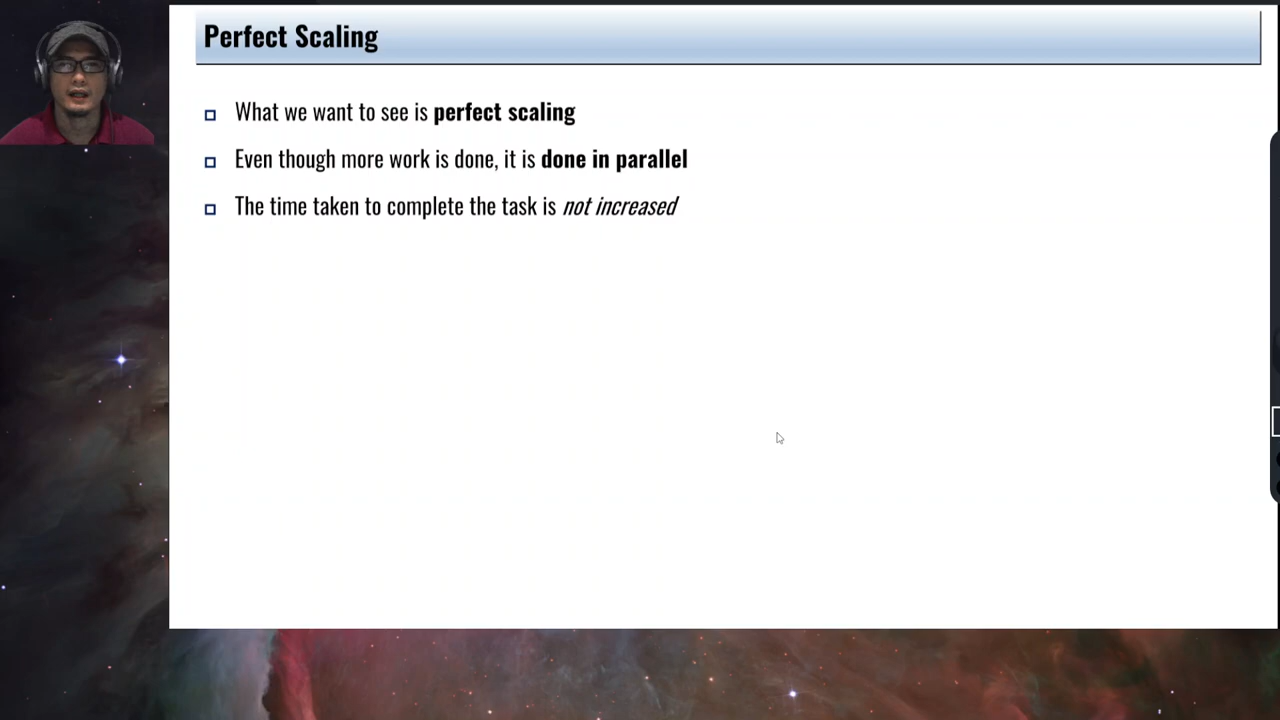 Perfect Scaling
What we want to see is perfect scaling
Even though more work is done, it is done in parallel
The time taken to complete the task is not increased